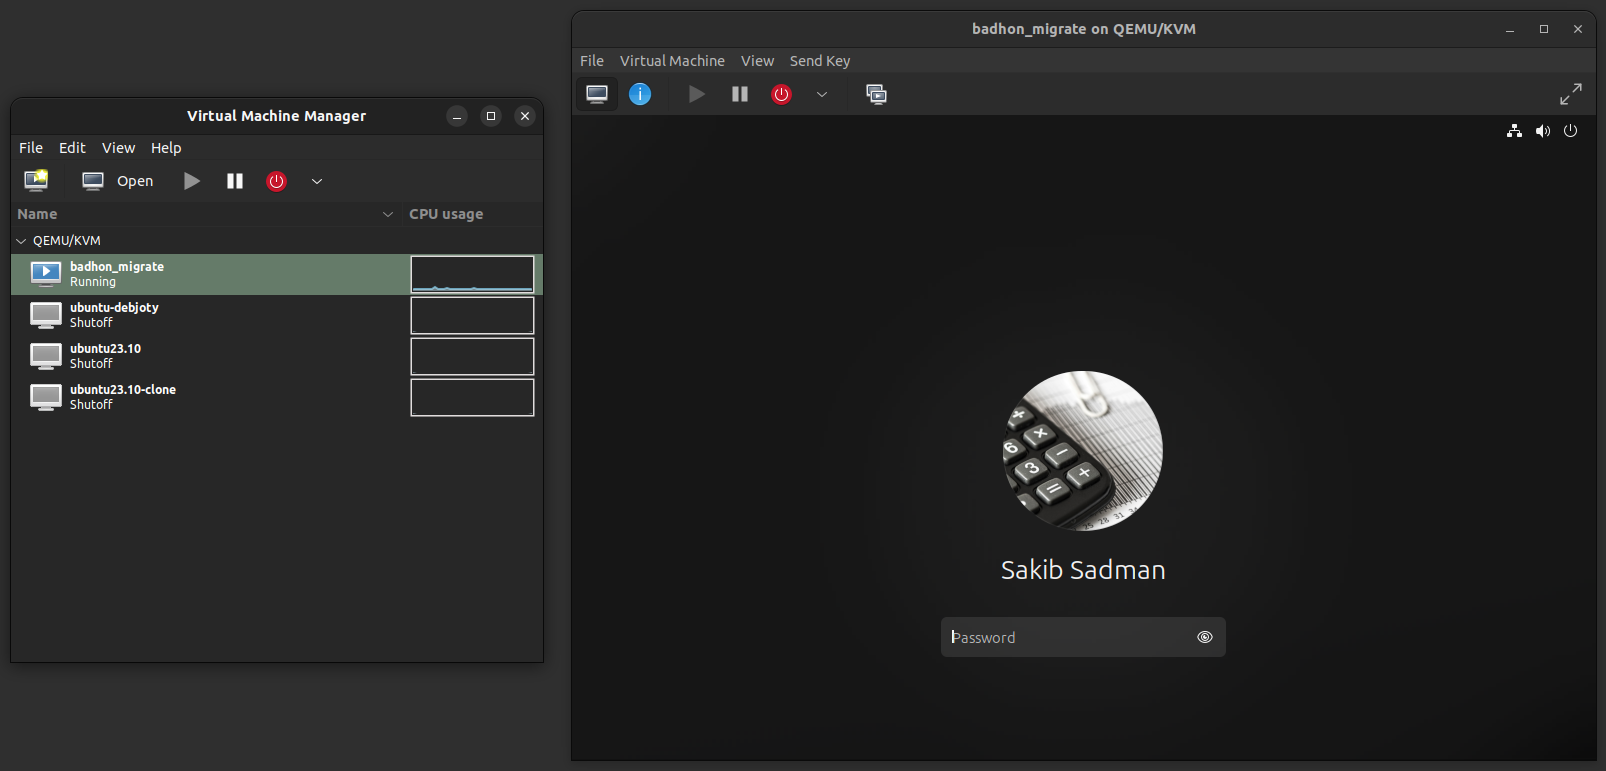 Virtual Machine Manager
File Edit View Help
Open
Name CPU usage
QEMU/KVM
badhon_migrate
Running
ubuntu-debjoty
Shutoff
ubuntu23.10
Shutoff
ubuntu23.10-clone
Shutoff
badhon_migrate on QEMU/KVM
File Virtual Machine View Send Key
Sakib Sadman
Password